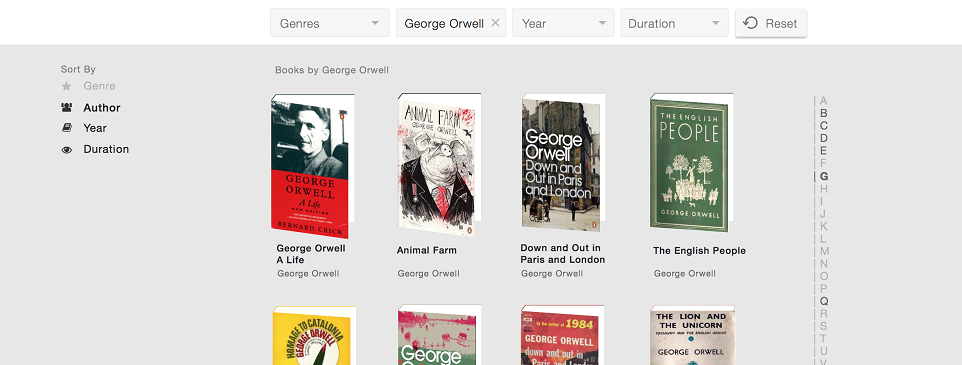 Genres
George Orwell ×
Year
Duration
Reset
Sort By
Genre
Author
Year
Duration
Books by George Orwell
GEORGE
ORWELL
A Life
NEW EDITION
BERNARD CRICK
George Orwell
A Life
George Orwell
ANIMAL FARM
GEORGE ORWELL
Animal Farm
George Orwell
George
Orwell
Down and
Out in Paris
and London
Down and Out in
Paris and London
George Orwell
THE ENGLISH
PEOPLE
GEORGE ORWELL
The English People
George Orwell
HOMAGE TO CATALONIA
GEORGE ORWELL
George
by the author of 1984
GEORGE ORWELL
down and out in
THE LION AND
THE UNICORN
SOCIALISM AND THE ENGLISH GENIUS
GEORGE ORWELL
A
B
C
D
E
F
G
H
I
J
K
L
M
N
O
P
Q
R
S
T
U
V